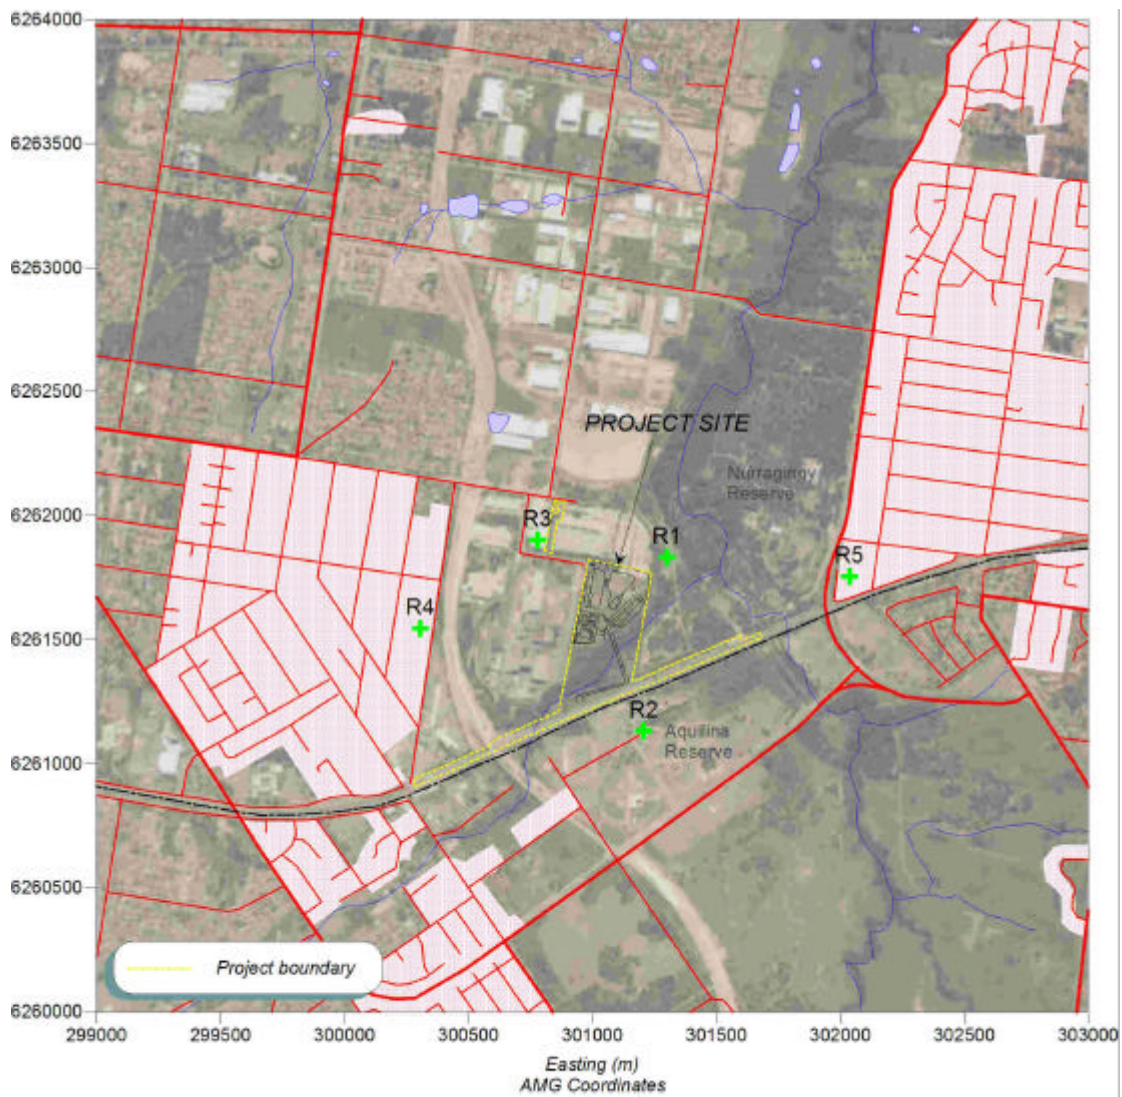 6264000
6263500
6263000
6262500
PROJECT SITE
Nurragingy
Reserve
6262000
R3
R1
R5
R4
6261500
R2
Aquilina
Reserve
6261000
6260500
Project boundary
6260000
299000 299500 300000 300500 301000 301500 302000 302500 303000
Easting (m)
AMG Coordinates